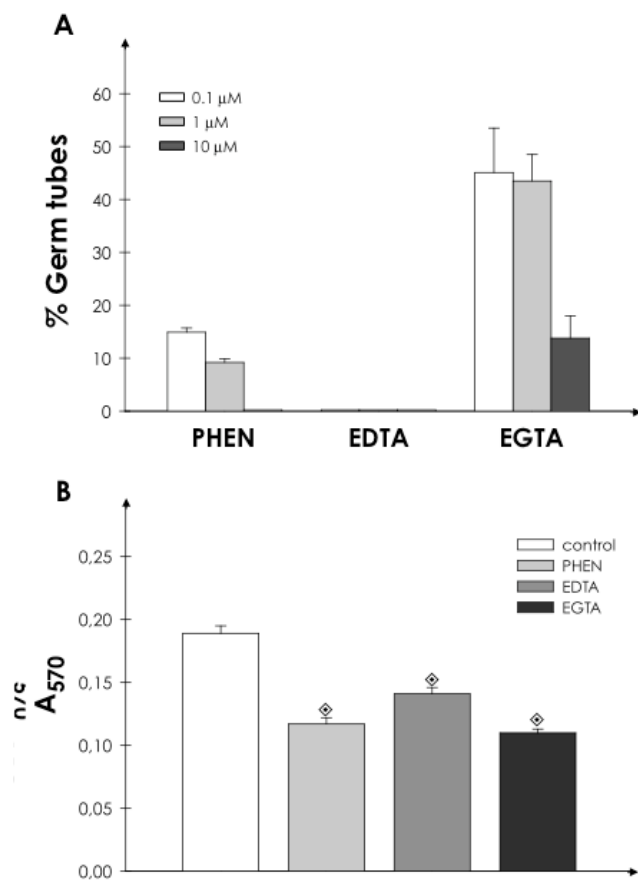 A
% Germ tubes
60
50
40
30
20
10
0
0.1 µM
1 µM
10 µM
PHEN EDTA EGTA
B
A570
0,25
0,20
0,15
0,10
0,05
0,00
control
PHEN
EDTA
EGTA